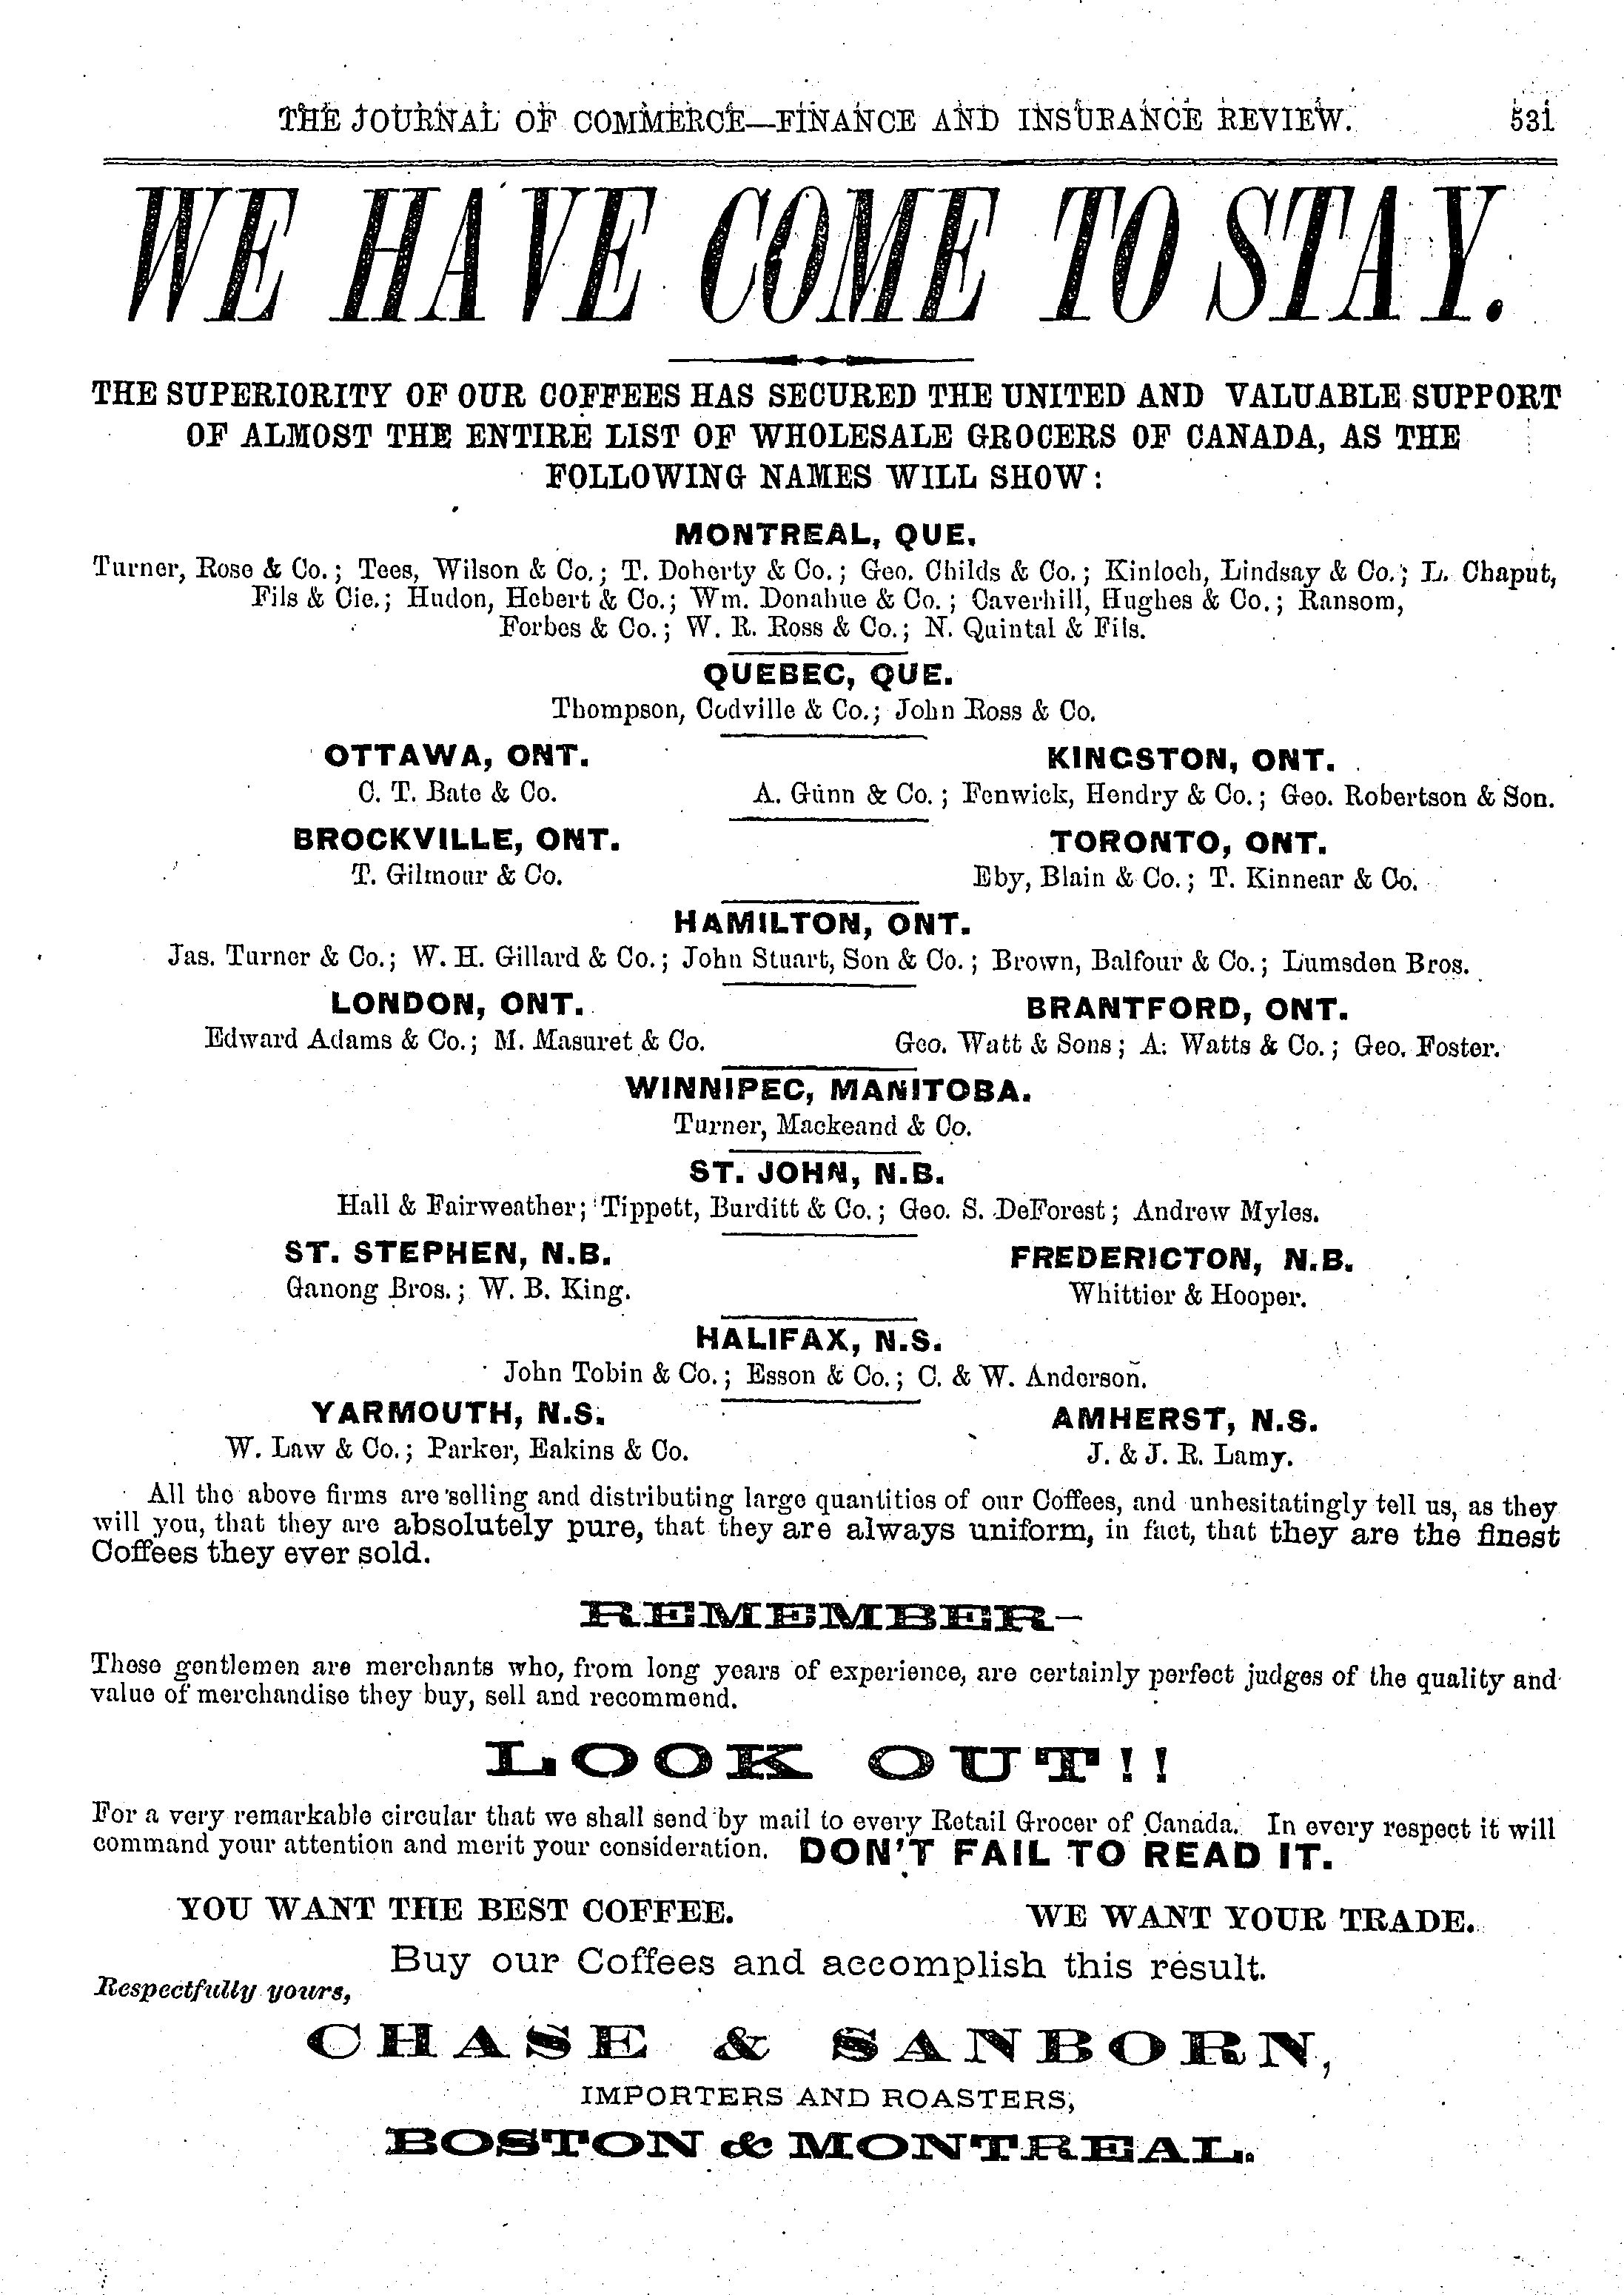 THE JOURNAL OF COMMERCE—FINANCE AND INSURANCE REVIEW. 531
WE HAVE COME TO STAY.
THE SUPERIORITY OF OUR COFFEES HAS SECURED THE UNITED AND VALUABLE SUPPORT
OF ALMOST THE ENTIRE LIST OF WHOLESALE GROCERS OF CANADA, AS THE
FOLLOWING NAMES WILL SHOW:
MONTREAL, QUE.
Turner, Rose & Co.; Tees, Wilson & Co.; T. Doherty & Co.; Geo. Childs & Co.; Kinloch, Lindsay & Co.; L. Chaput,
Fils & Cie.; Hudon, Hebert & Co.; Wm. Donahue & Co.; Caverhill, Hughes & Co.; Ransom,
Forbes & Co.; W. R. Ross & Co.; N. Quintal & Fils.
QUEBEC, QUE.
Thompson, Codville & Co.; John Ross & Co.
OTTAWA, ONT.
C. T. Bate & Co.
KINGSTON, ONT.
A. Gunn & Co.; Fenwick, Hendry & Co.; Geo. Robertson & Son.
BROCKVILLE, ONT.
T. Gilmour & Co.
TORONTO, ONT.
Eby, Blain & Co.; T. Kinnear & Co.
HAMILTON, ONT.
Jas. Turner & Co.; W. H. Gillard & Co.; John Stuart, Son & Co.; Brown, Balfour & Co.; Lumsden Bros.
LONDON, ONT.
Edward Adams & Co.; M. Masuret & Co.
BRANTFORD, ONT.
Geo. Watt & Sons; A. Watts & Co.; Geo. Foster.
WINNIPEG, MANITOBA.
Turner, Mackeand & Co.
ST. JOHN, N.B.
Hall & Fairweather; Tippett, Burditt & Co.; Geo. S. DeForest; Andrew Myles.
ST. STEPHEN, N.B.
Ganong Bros.; W. B. King.
FREDERICTON, N.B.
Whittier & Hooper.
HALIFAX, N.S.
John Tobin & Co.; Esson & Co.; C. & W. Anderson.
YARMOUTH, N.S.
W. Law & Co.; Parker, Eakins & Co.
AMHERST, N.S.
J. & J. R. Lamy.
All the above firms are selling and distributing large quantities of our Coffees, and unhesitatingly tell us, as they
will you, that they are absolutely pure, that they are always uniform, in fact, that they are the finest
Coffees they ever sold.
REMEMBER—
These gentlemen are merchants who, from long years of experience, are certainly perfect judges of the quality and
value of merchandise they buy, sell and recommend.
LOOK OUT!!
For a very remarkable circular that we shall send by mail to every Retail Grocer of Canada. In every respect it will
command your attention and merit your consideration. DON'T FAIL TO READ IT.
YOU WANT THE BEST COFFEE. WE WANT YOUR TRADE.
Buy our Coffees and accomplish this result.
Respectfully yours,
CHASE & SANBORN,
IMPORTERS AND ROASTERS,
BOSTON & MONTREAL.